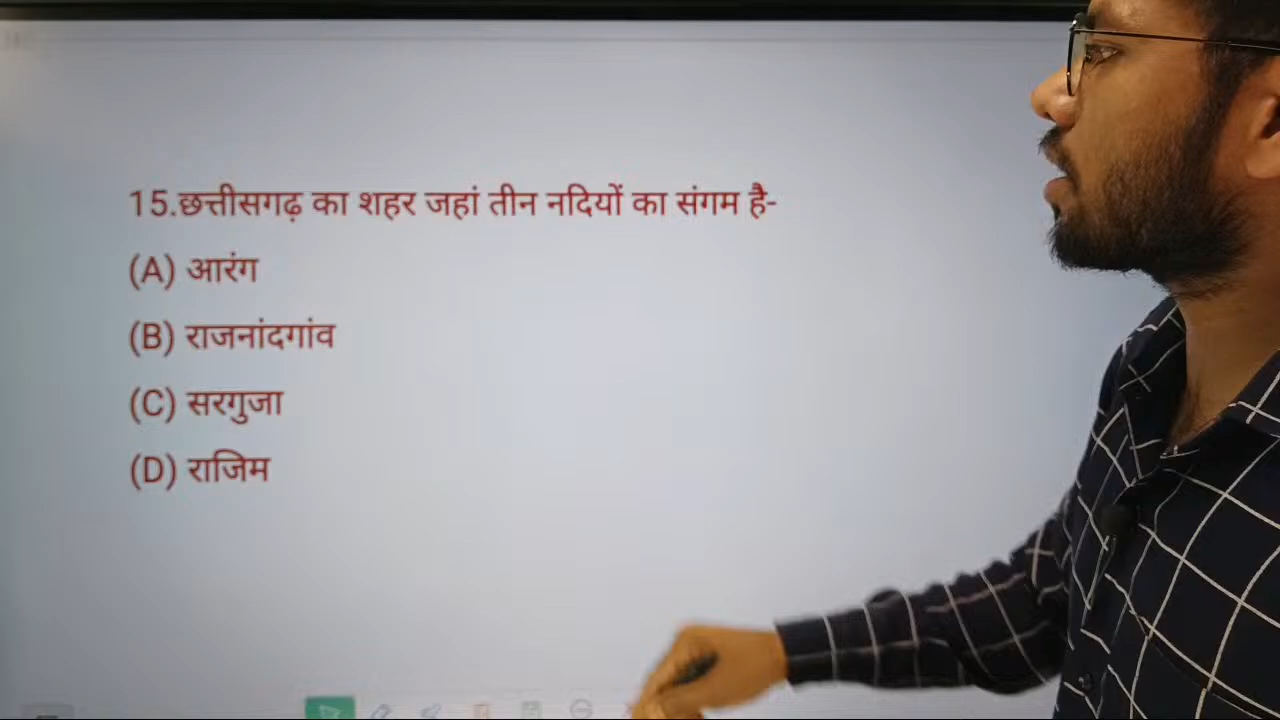 15.छत्तीसगढ़ का शहर जहां तीन नदियों का संगम है-
(A) आरंग
(B) राजनांदगांव
(C) सरगुजा
(D) राजिम